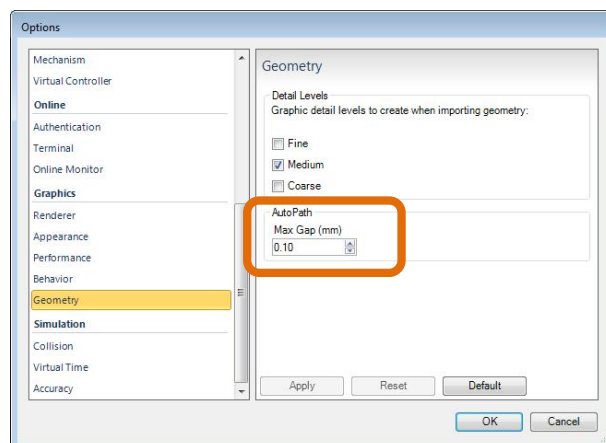 Options
Mechanism
Virtual Controller
Online
Authentication
Terminal
Online Monitor
Graphics
Renderer
Appearance
Performance
Behavior
Geometry
Simulation
Collision
Virtual Time
Accuracy
Geometry
Detail Levels
Graphic detail levels to create when importing geometry:
Fine
Medium
Coarse
AutoPath
Max Gap (mm)
0.10
Apply Reset Default
OK Cancel